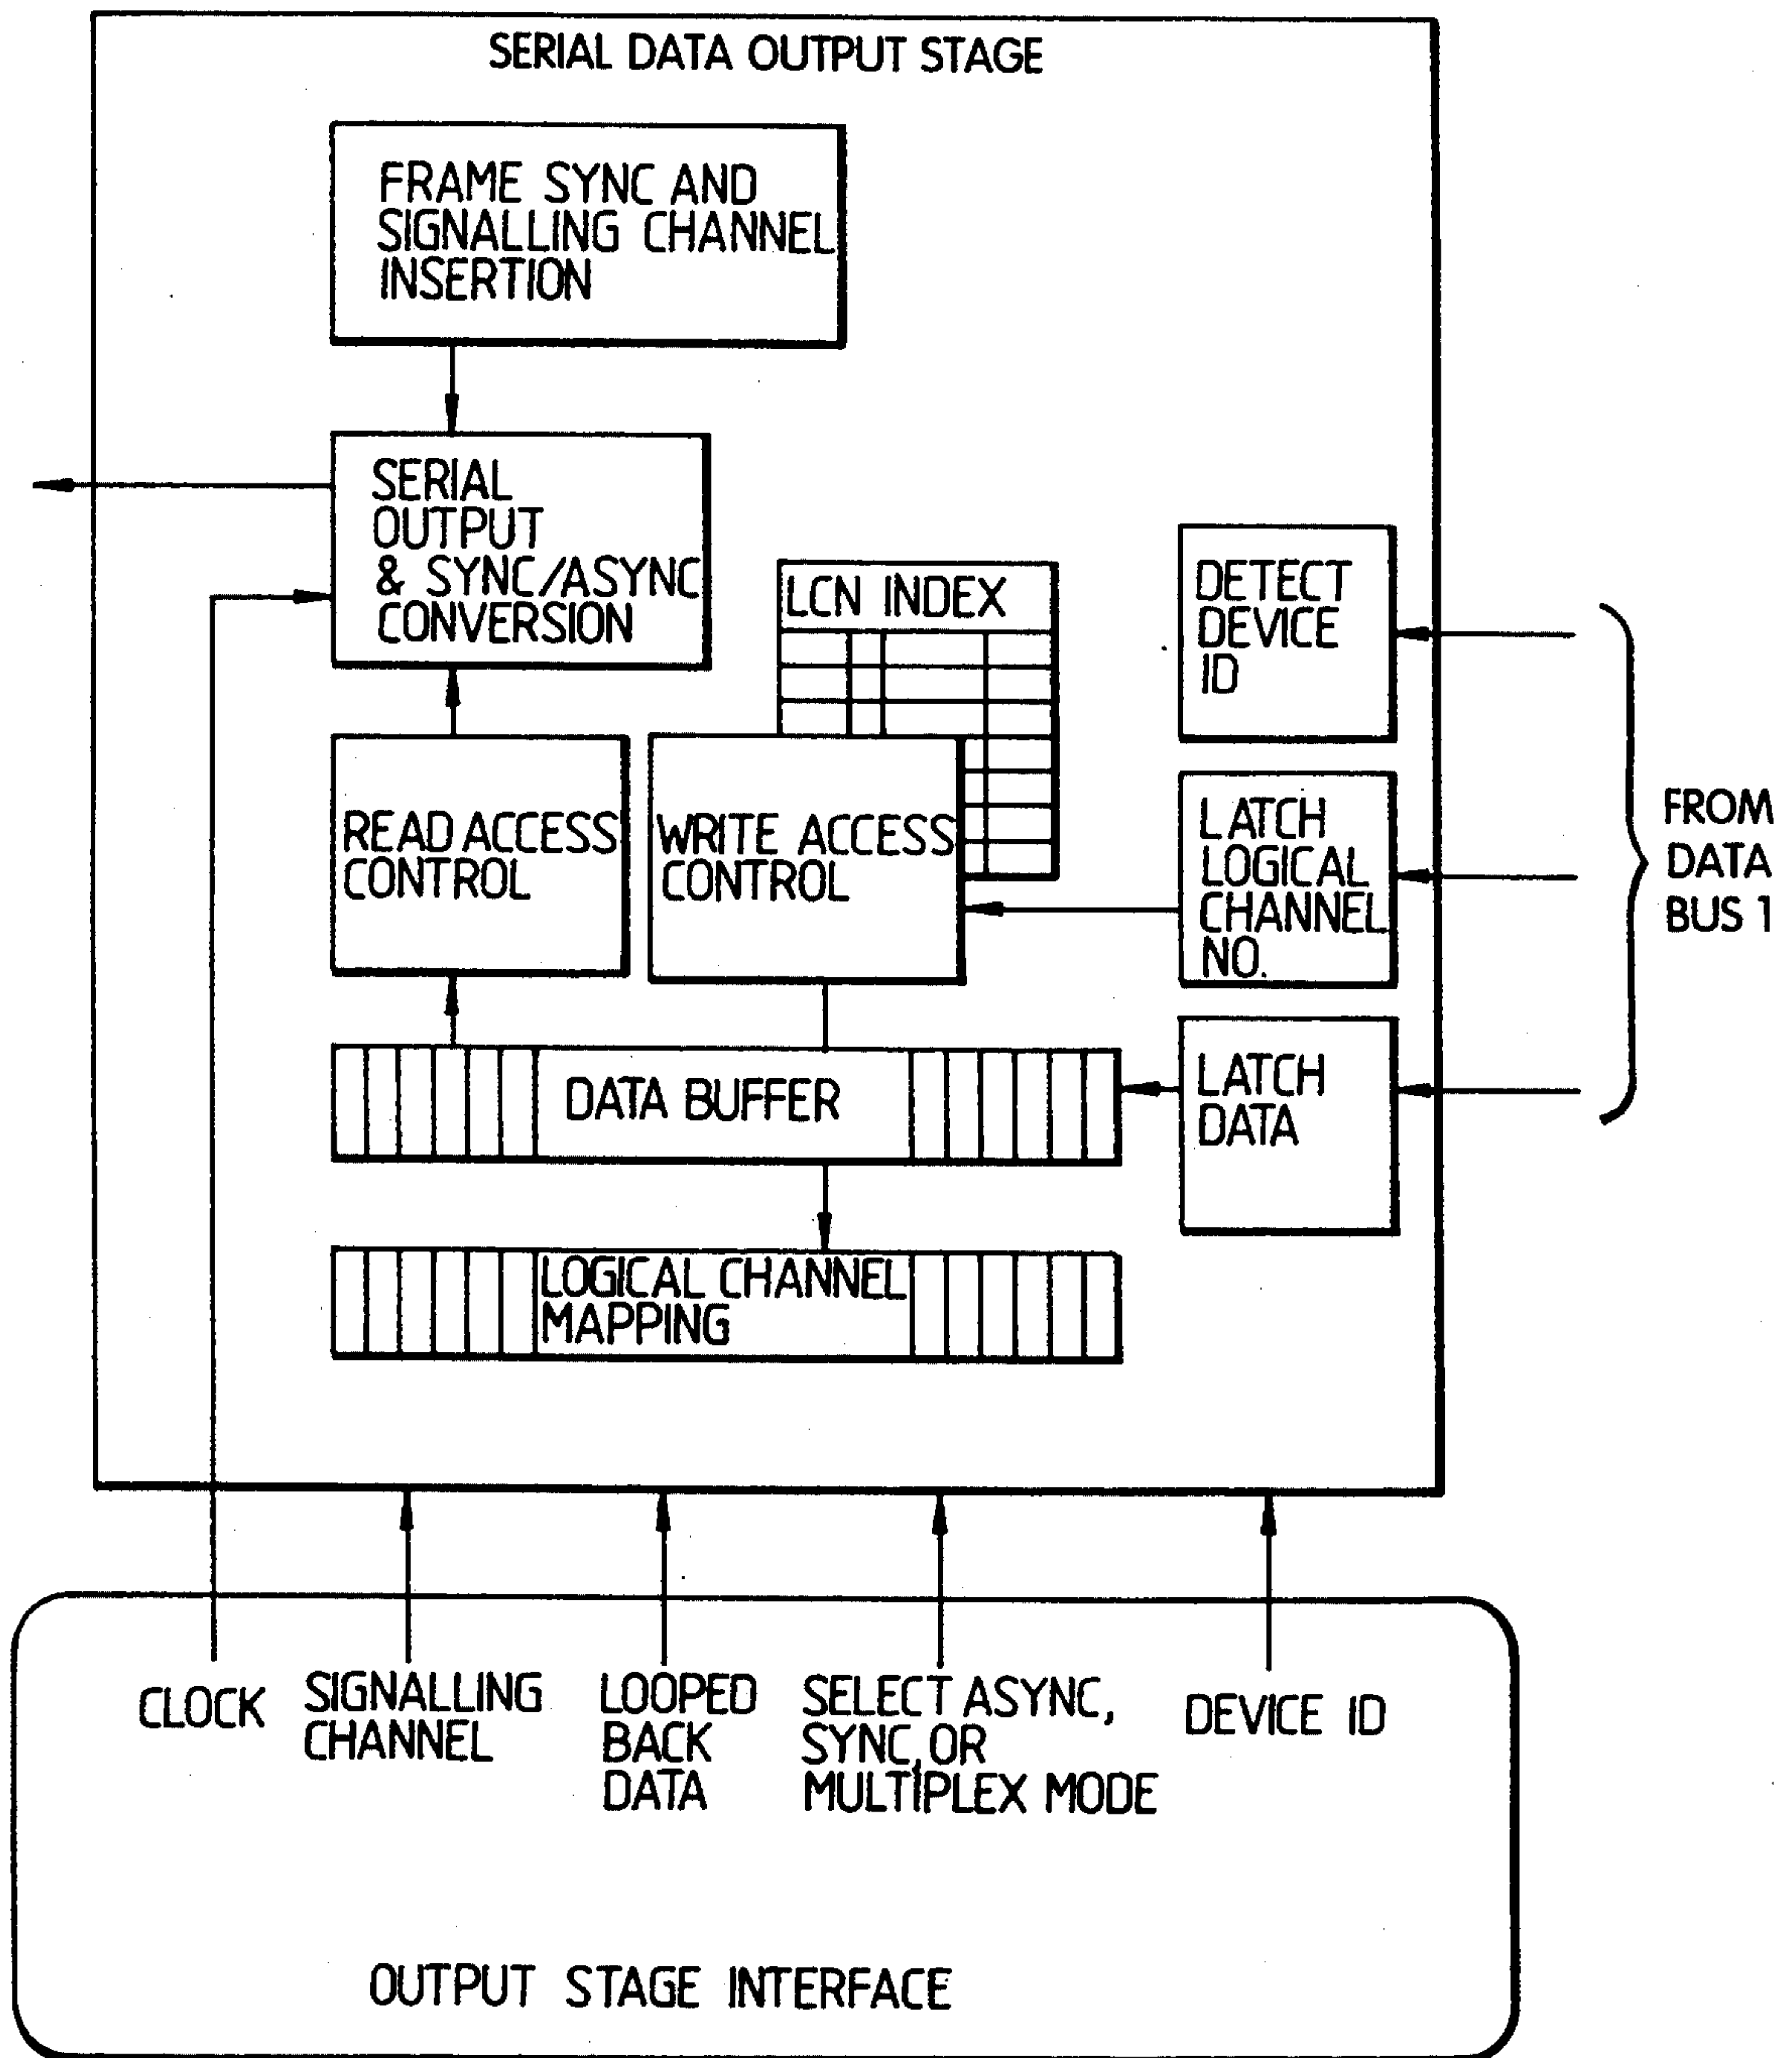 SERIAL DATA OUTPUT STAGE
FRAME SYNC AND
SIGNALLING CHANNEL
INSERTION
SERIAL
OUTPUT
& SYNC/ASYNC
CONVERSION
LCN INDEX
DETECT
DEVICE
ID
READ ACCESS
CONTROL
WRITE ACCESS
CONTROL
LATCH
LOGICAL
CHANNEL
NO.
FROM
DATA
BUS 1
DATA BUFFER
LATCH
DATA
LOGICAL CHANNEL
MAPPING
CLOCK
SIGNALLING
CHANNEL
LOOPED
BACK
DATA
SELECT ASYNC,
SYNC, OR
MULTIPLEX MODE
DEVICE ID
OUTPUT STAGE INTERFACE